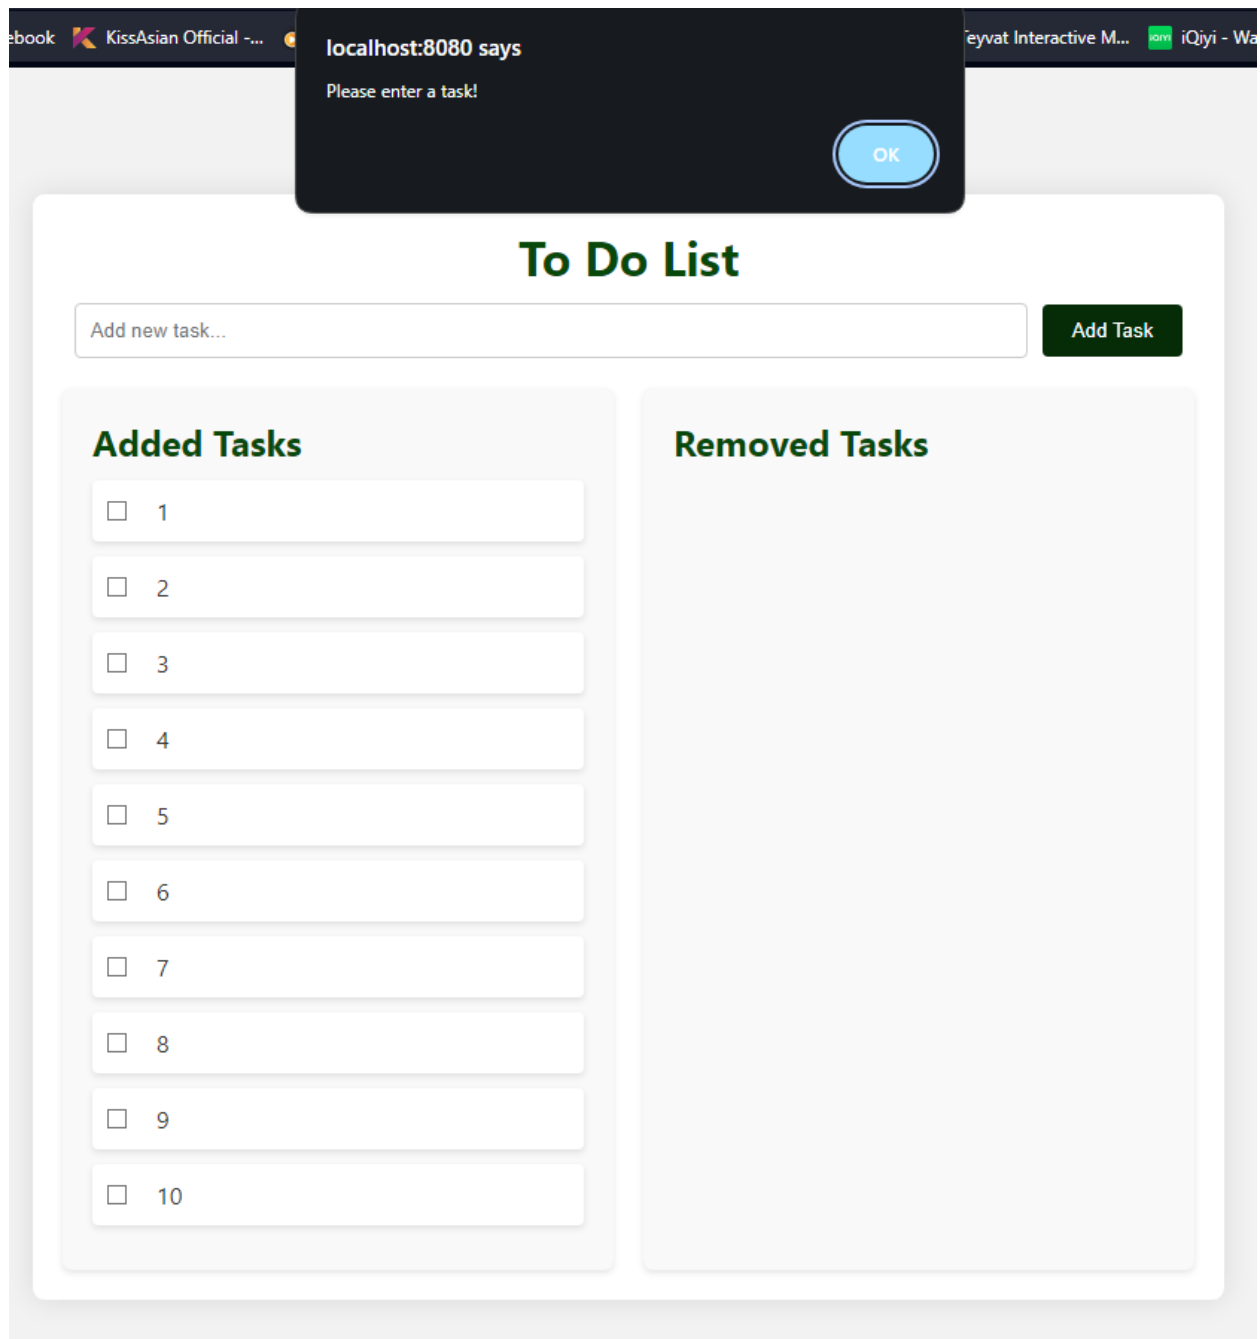 ebook KissAsian Official -... eyvat Interactive M... iQIYI iQiyi - Wa
localhost:8080 says
Please enter a task!
OK
To Do List
Add new task...
Add Task
Added Tasks
1
2
3
4
5
6
7
8
9
10
Removed Tasks